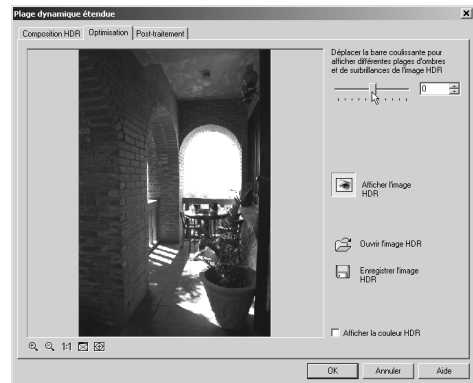 Plage dynamique étendue
Composition HDR
Optimisation
Post-traitement
Déplacer la barre coulissante pour
afficher différentes plages d'ombres
et de subrillances de l'image HDR
0
Afficher l'image
HDR
Ouvrir l'image HDR
Enregistrer l'image
HDR
Afficher la couleur HDR
1:1
OK
Annuler
Aide